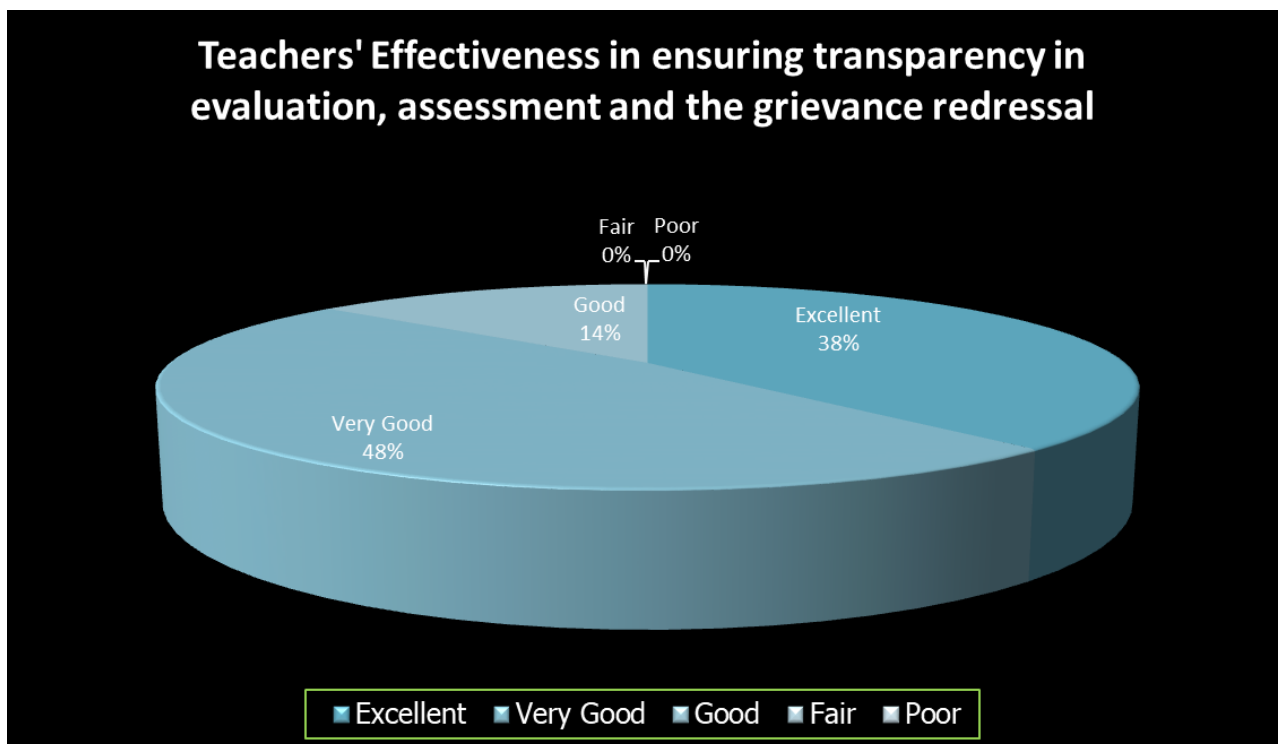 Teachers' Effectiveness in ensuring transparency in
evaluation, assessment and the grievance redressal
Fair
0%
Poor
0%
Good
14%
Excellent
38%
Very Good
48%
Excellent Very Good Good Fair Poor